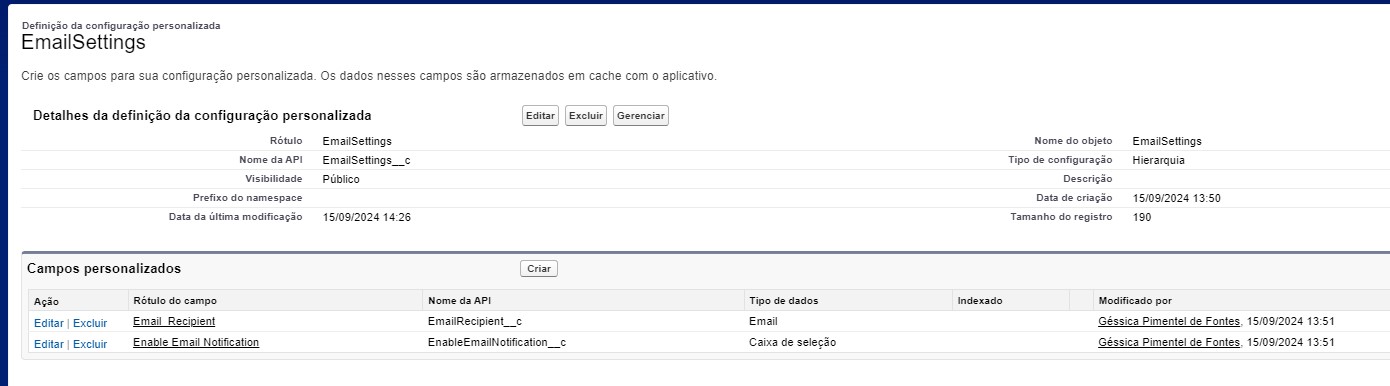 Definição da configuração personalizada
EmailSettings
Crie os campos para sua configuração personalizada. Os dados nesses campos são armazenados em cache com o aplicativo.
Detalhes da definição da configuração personalizada Editar Excluir Gerenciar
Rótulo EmailSettings Nome do objeto EmailSettings
Nome da API EmailSettings__c Tipo de configuração Hierarquia
Visibilidade Público Descrição
Prefixo do namespace Data de criação 15/09/2024 13:50
Data da última modificação 15/09/2024 14:26 Tamanho do registro 190
Campos personalizados Criar
Ação Rótulo do campo Nome da API Tipo de dados Indexado Modificado por
Editar | Excluir Email_Recipient EmailRecipient__c Email Géssica Pimentel de Fontes, 15/09/2024 13:51
Editar | Excluir Enable Email Notification EnableEmailNotification__c Caixa de seleção Géssica Pimentel de Fontes, 15/09/2024 13:51